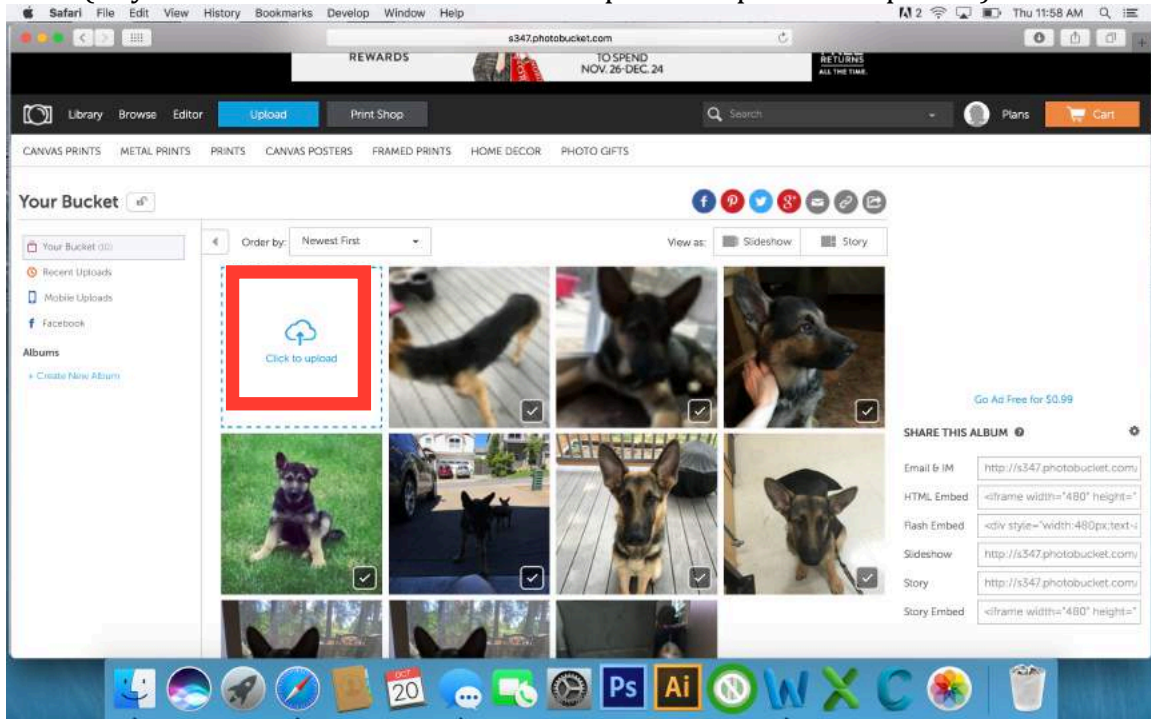 Safari File Edit View History Bookmarks Develop Window Help
2 Thu 11:58 AM
s347.photobucket.com
REWARDS
TO SPEND
NOV. 26-DEC. 24
RETURNS
ALL THE TIME.
Library Browse Editor Upload Print Shop Search Plans Cart
CANVAS PRINTS METAL PRINTS PRINTS CANVAS POSTERS FRAMED PRINTS HOME DECOR PHOTO GIFTS
Your Bucket
Your Bucket (10)
Recent Uploads
Mobile Uploads
Facebook
Albums
+ Create New Album
Order by: Newest First View as: Slideshow Story
Click to upload
Go Ad Free for $0.99
SHARE THIS ALBUM
Email & IM http://s347.photobucket.com/
HTML Embed <iframe width="480" height="
Flash Embed <div style="width:480px;text-a
Slideshow http://s347.photobucket.com/
Story http://s347.photobucket.com/
Story Embed <iframe width="480" height="
OCT
20
Ps Ai